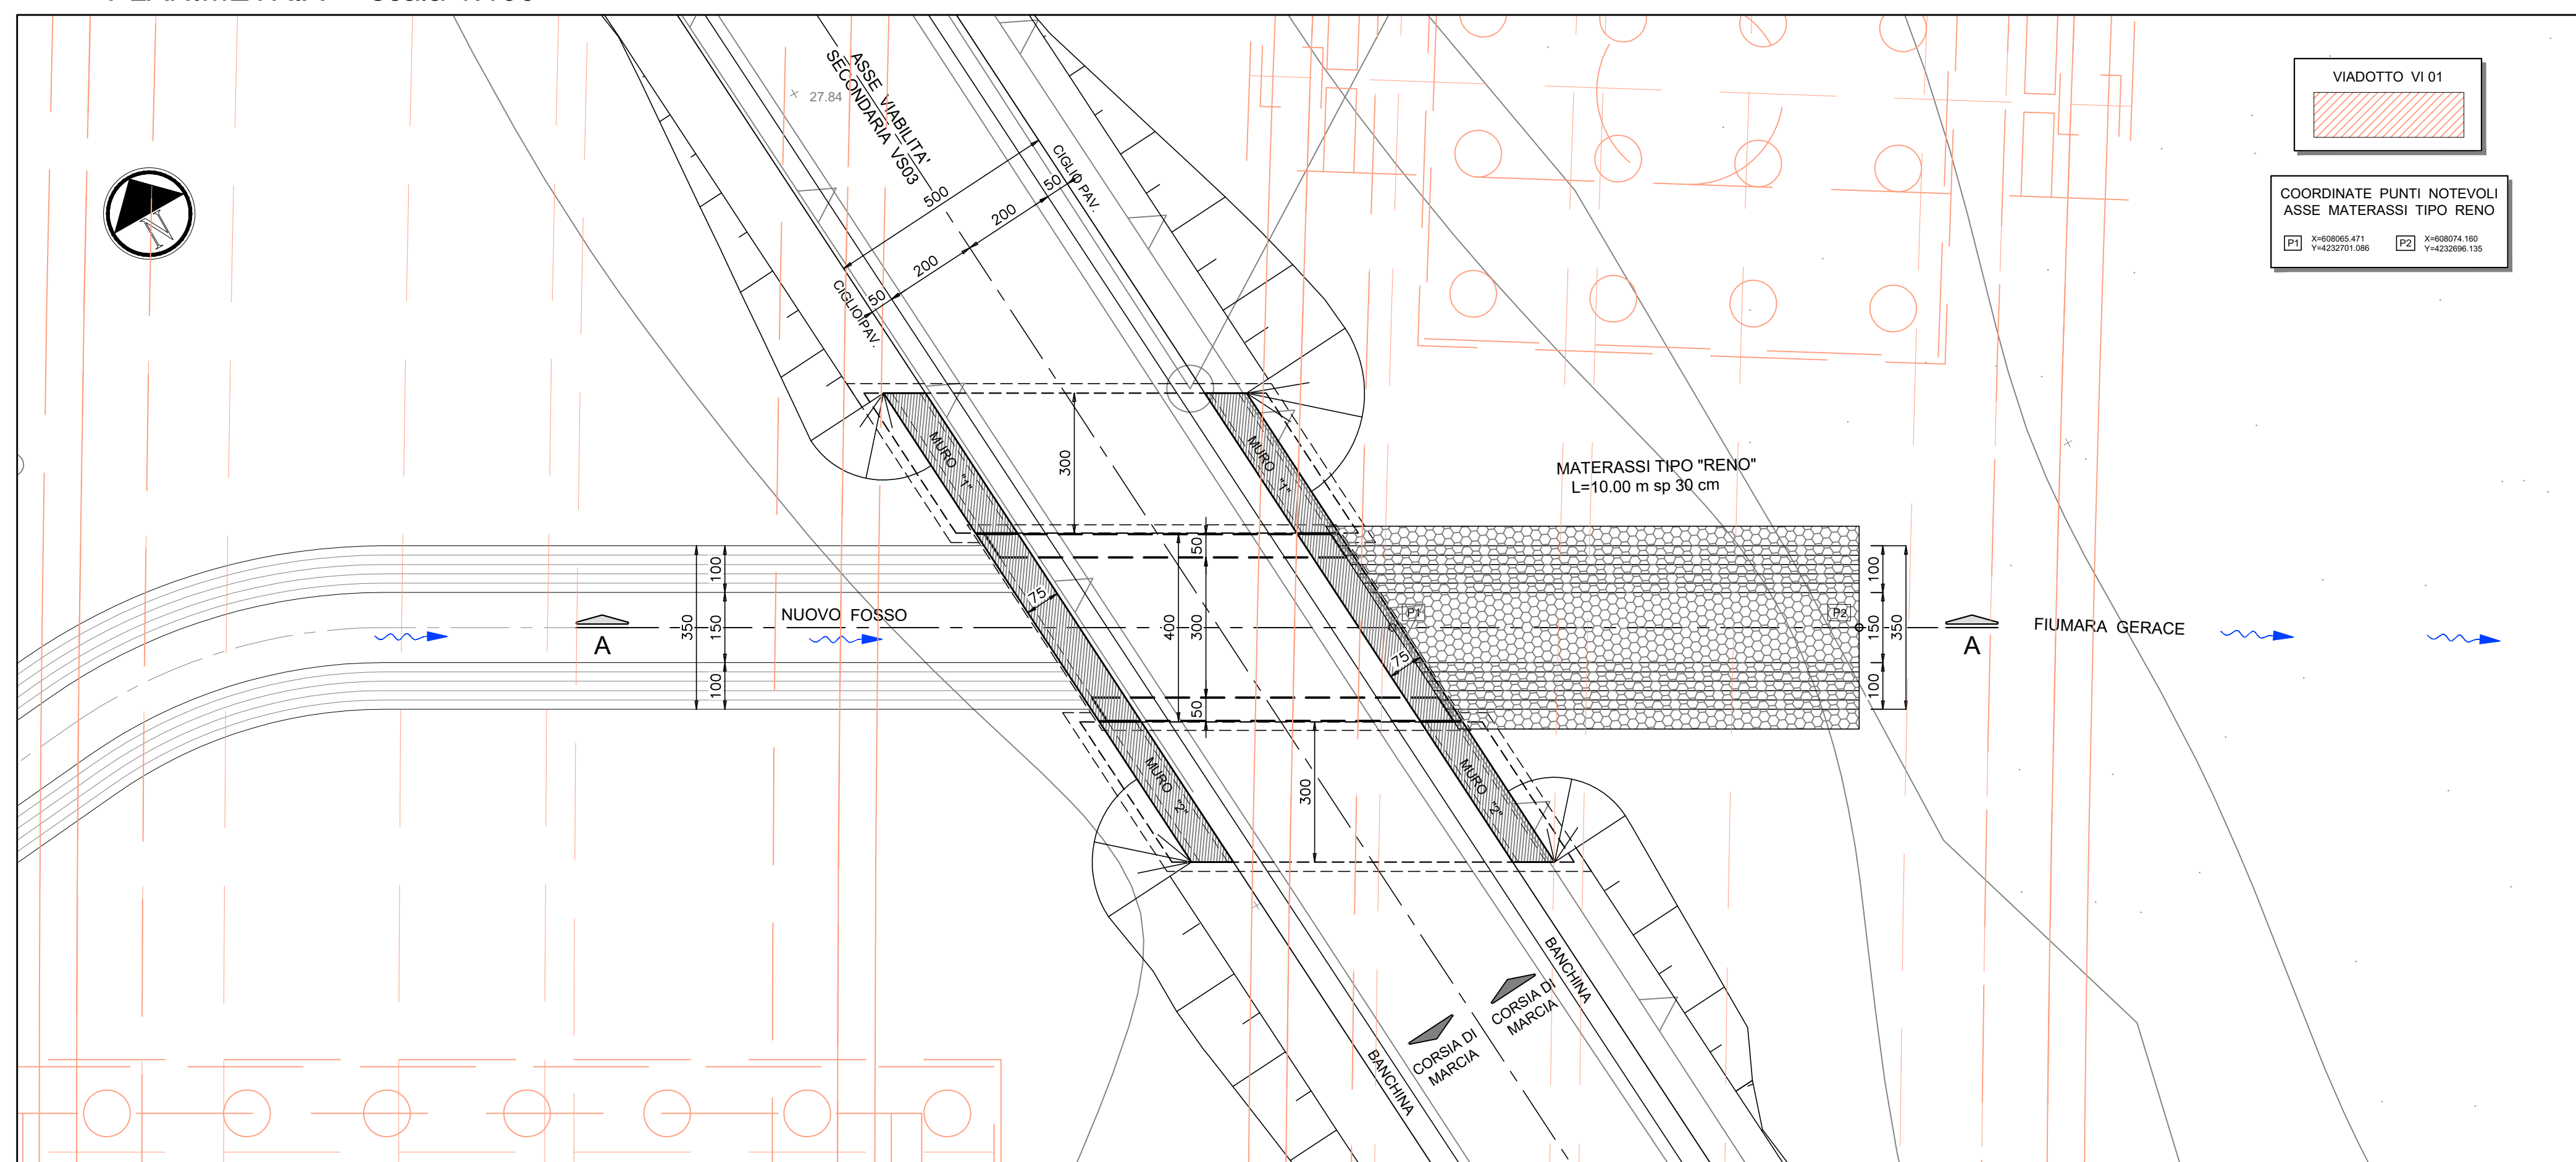 VIADOTTO VI 01
COORDINATE PUNTI NOTEVOLI
ASSE MATERASSI TIPO RENO
P1
X=608065.471
Y=4232701.086
P2
X=608074.160
Y=4232696.135
N
27.84
ASSE VIABILITA'
SECONDARIA VS03
CIGLIO PAV.
500
50
200
200
50
CIGLIO PAV.
MURO "1"
300
MURO "1"
MATERASSI TIPO "RENO"
L=10.00 m sp 30 cm
50
100
100
75
NUOVO FOSSO
350
150
400
300
P1
P2
150
350
FIUMARA GERACE
A
A
75
100
50
100
MURO "2"
300
MURO "2"
BANCHINA
CORSIA DI
MARCIA
CORSIA DI
MARCIA
BANCHINA